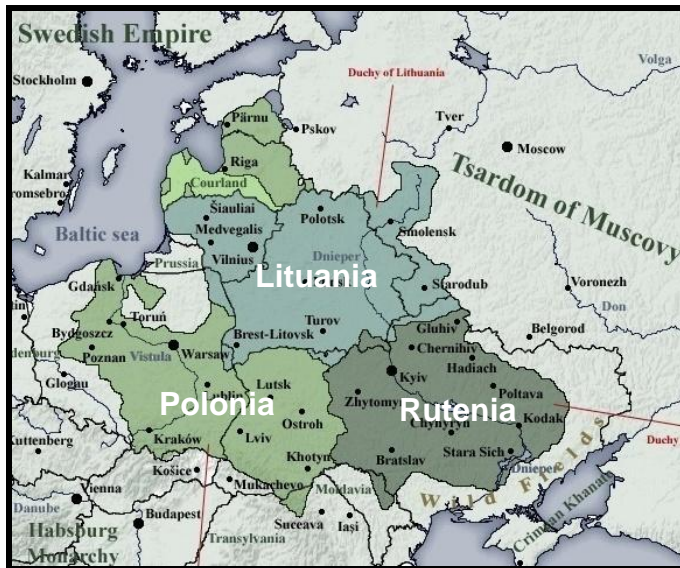 Swedish Empire
Volga
Stockholm
Duchy of Lithuania
Tver
Pärnu
Pskov
Moscow
Riga
Kalmar
romsebro
Courland
Tsardom of Muscovy
Šiauliai
Polotsk
Medvegalis
Smolensk
Baltic sea
Vilnius
Dnieper
Prussia
Lituania
Gdańsk
Starodub
Voronezh
Don
Toruń
Bydgoszcz
Turov
Gluhiv
Belgorod
Brest-Litovsk
Chernihiv
Poznan
Vistula
Warsaw
Hadiach
Glogau
Kyiv
Lutsk
Zhytomyr
Poltava
Polonia
Rutenia
Ostroh
Kodak
Duchy
Kraków
Lviv
Kuttenberg
Bratslav
Stara Sich
Khotyn
Košice
Dnieper
Mukachevo
Moldavia
Wild Fields
Vienna
Danube
Budapest
Suceava
Iași
Habsburg
Monarchy
Transylvania
Crimean Khanate